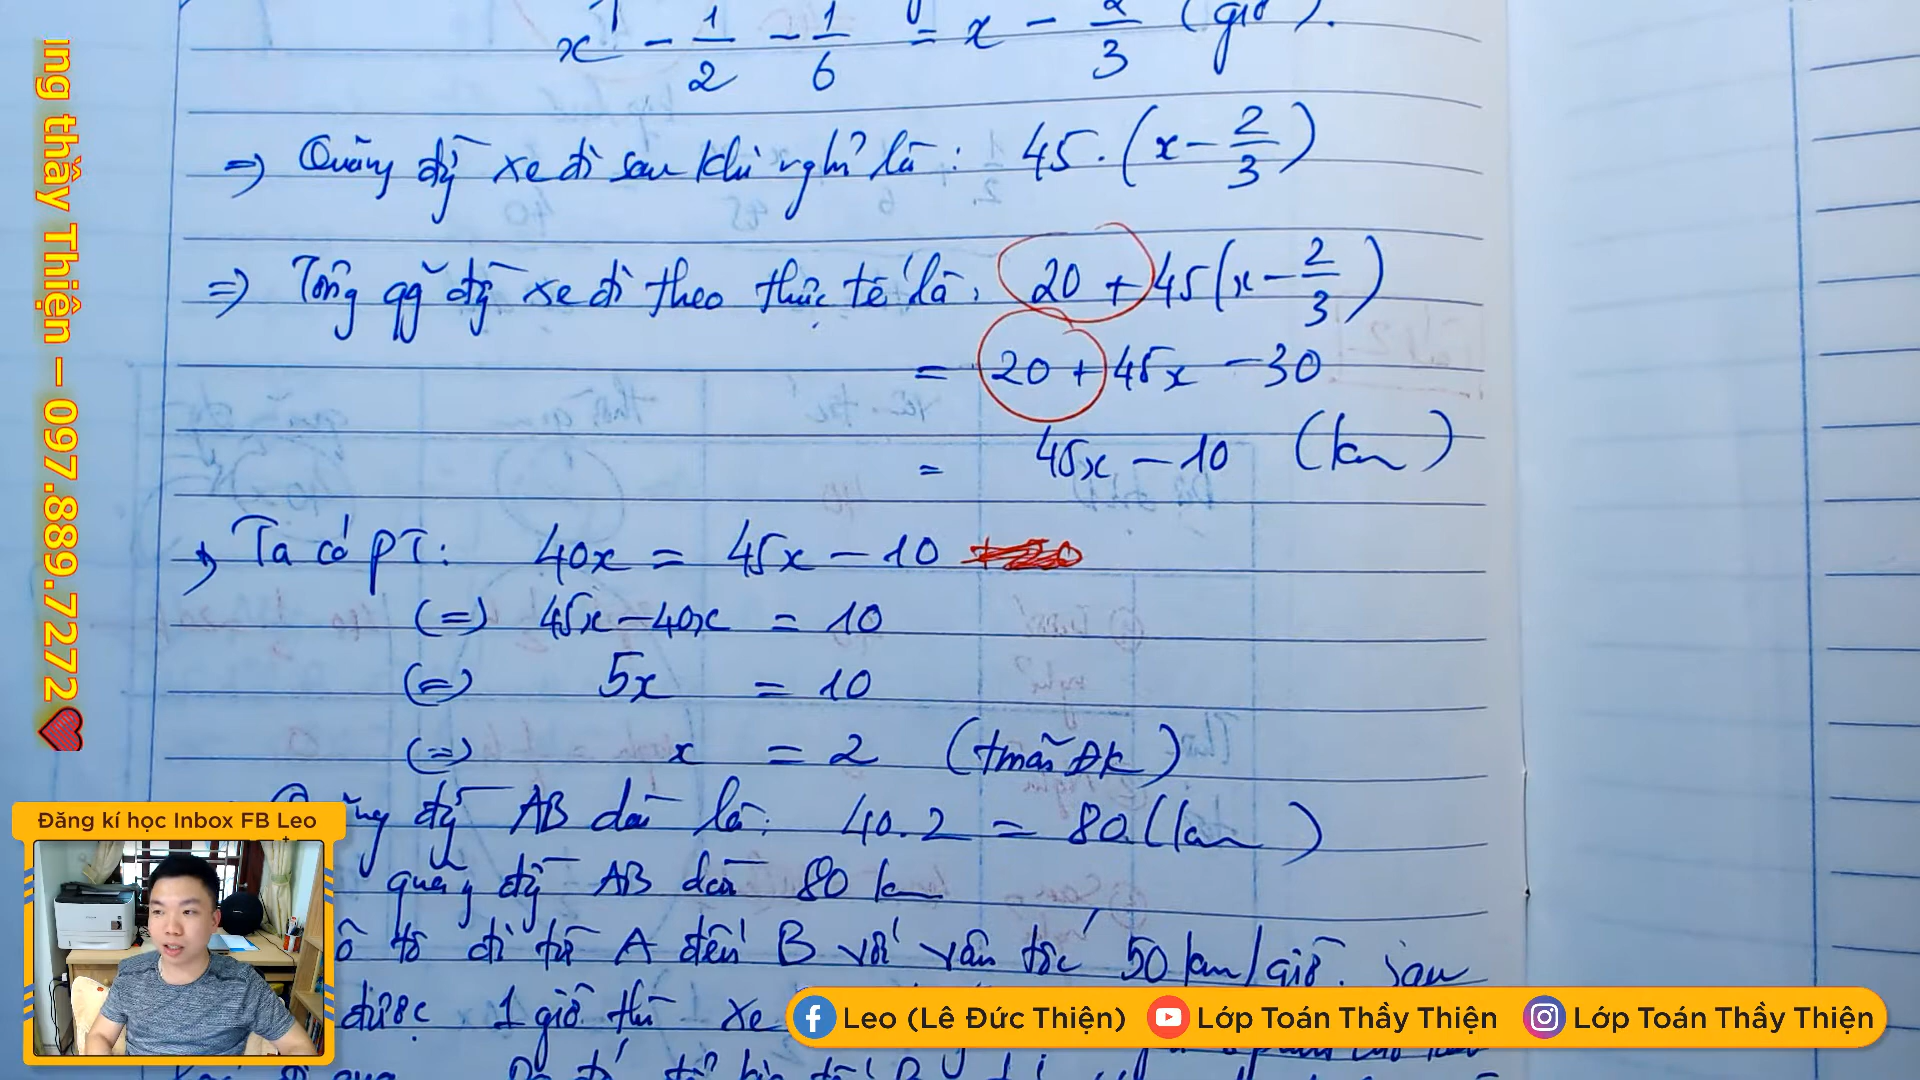 ing thầy Thiện – 097.889.7272
x - 1/2 - 1/6 = x - 2/3 (giờ).
=> Quãng đg xe đi sau khi nghỉ là: 45.(x - 2/3)
=> Tổng qg đg xe đi theo thực tế là: 20 + 45(x - 2/3)
= 20 + 45x - 30
= 45x - 10 (km)
→ Ta có PT: 40x = 45x - 10
(=) 45x - 40x = 10
(=) 5x = 10
(=) x = 2 (tmãn ĐK)
đg AB dài là: 40.2 = 80 (km)
quãng đg AB dài 80 km
ô tô đi từ A đến B với vận tốc 50 km/giờ. Sau
được 1 giờ thì xe
Đăng kí học Inbox FB Leo
Leo (Lê Đức Thiện)
Lớp Toán Thầy Thiện
Lớp Toán Thầy Thiện